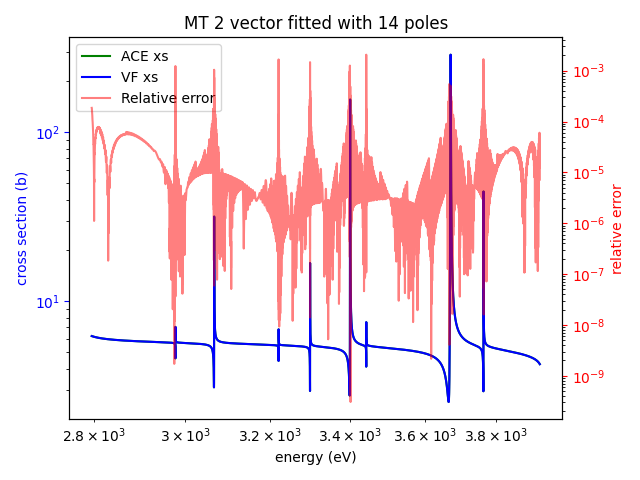 MT 2 vector fitted with 14 poles
ACE xs
VF xs
Relative error
cross section (b)
10²
10¹
relative error
10⁻³
10⁻⁴
10⁻⁵
10⁻⁶
10⁻⁷
10⁻⁸
10⁻⁹
2.8 × 10³ 3 × 10³ 3.2 × 10³ 3.4 × 10³ 3.6 × 10³ 3.8 × 10³
energy (eV)